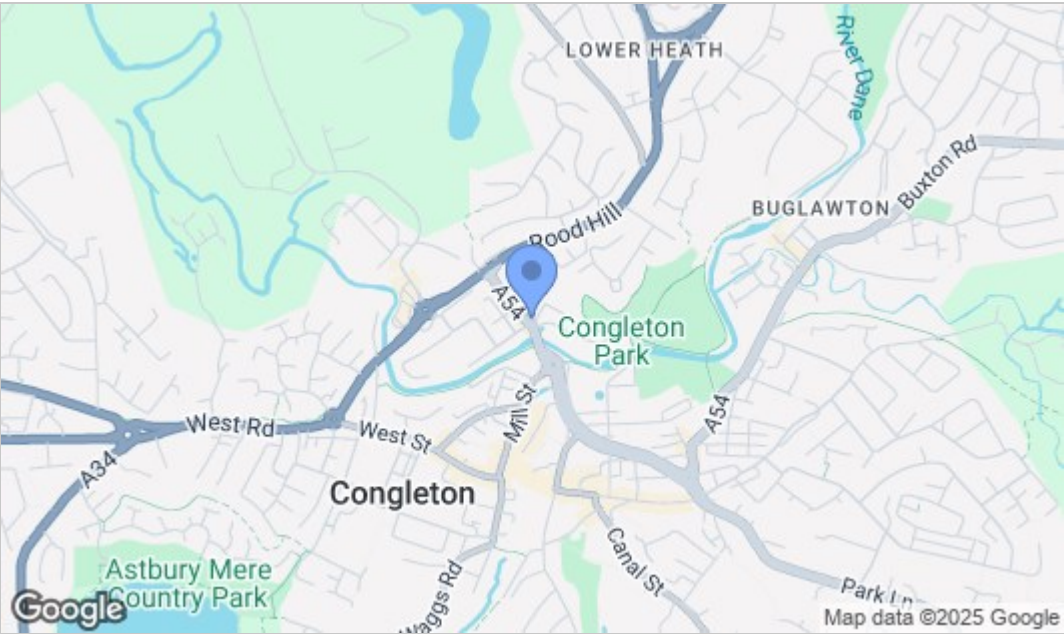 LOWER HEATH
River Dane
Buxton Rd
BUGLAWTON
Rood Hill
A54
Congleton
Park
Mill St
A54
West Rd
West St
A34
Congleton
Canal St
Astbury Mere
Country Park
Waggs Rd
Park Ln
Google
Map data ©2025 Google